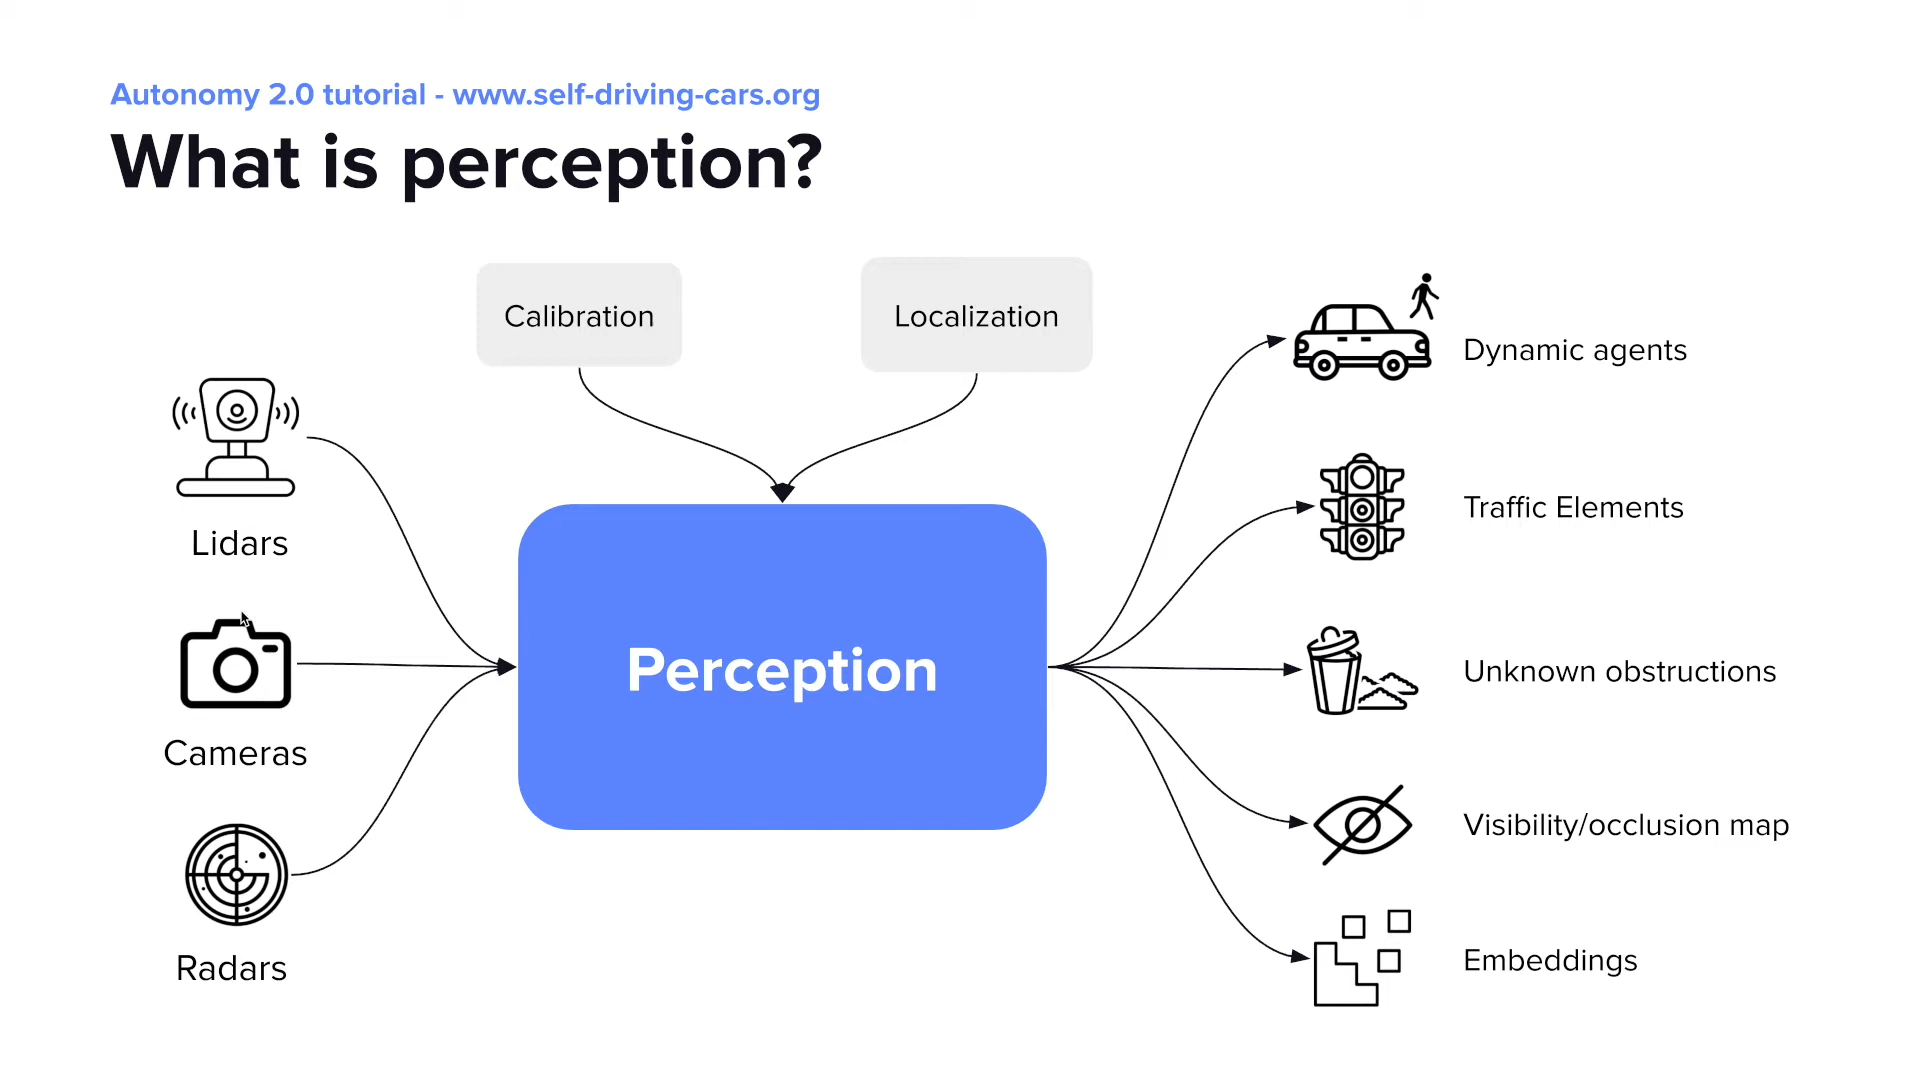 Autonomy 2.0 tutorial - www.self-driving-cars.org
What is perception?
Calibration
Localization
Lidars
Cameras
Radars
Perception
Dynamic agents
Traffic Elements
Unknown obstructions
Visibility/occlusion map
Embeddings